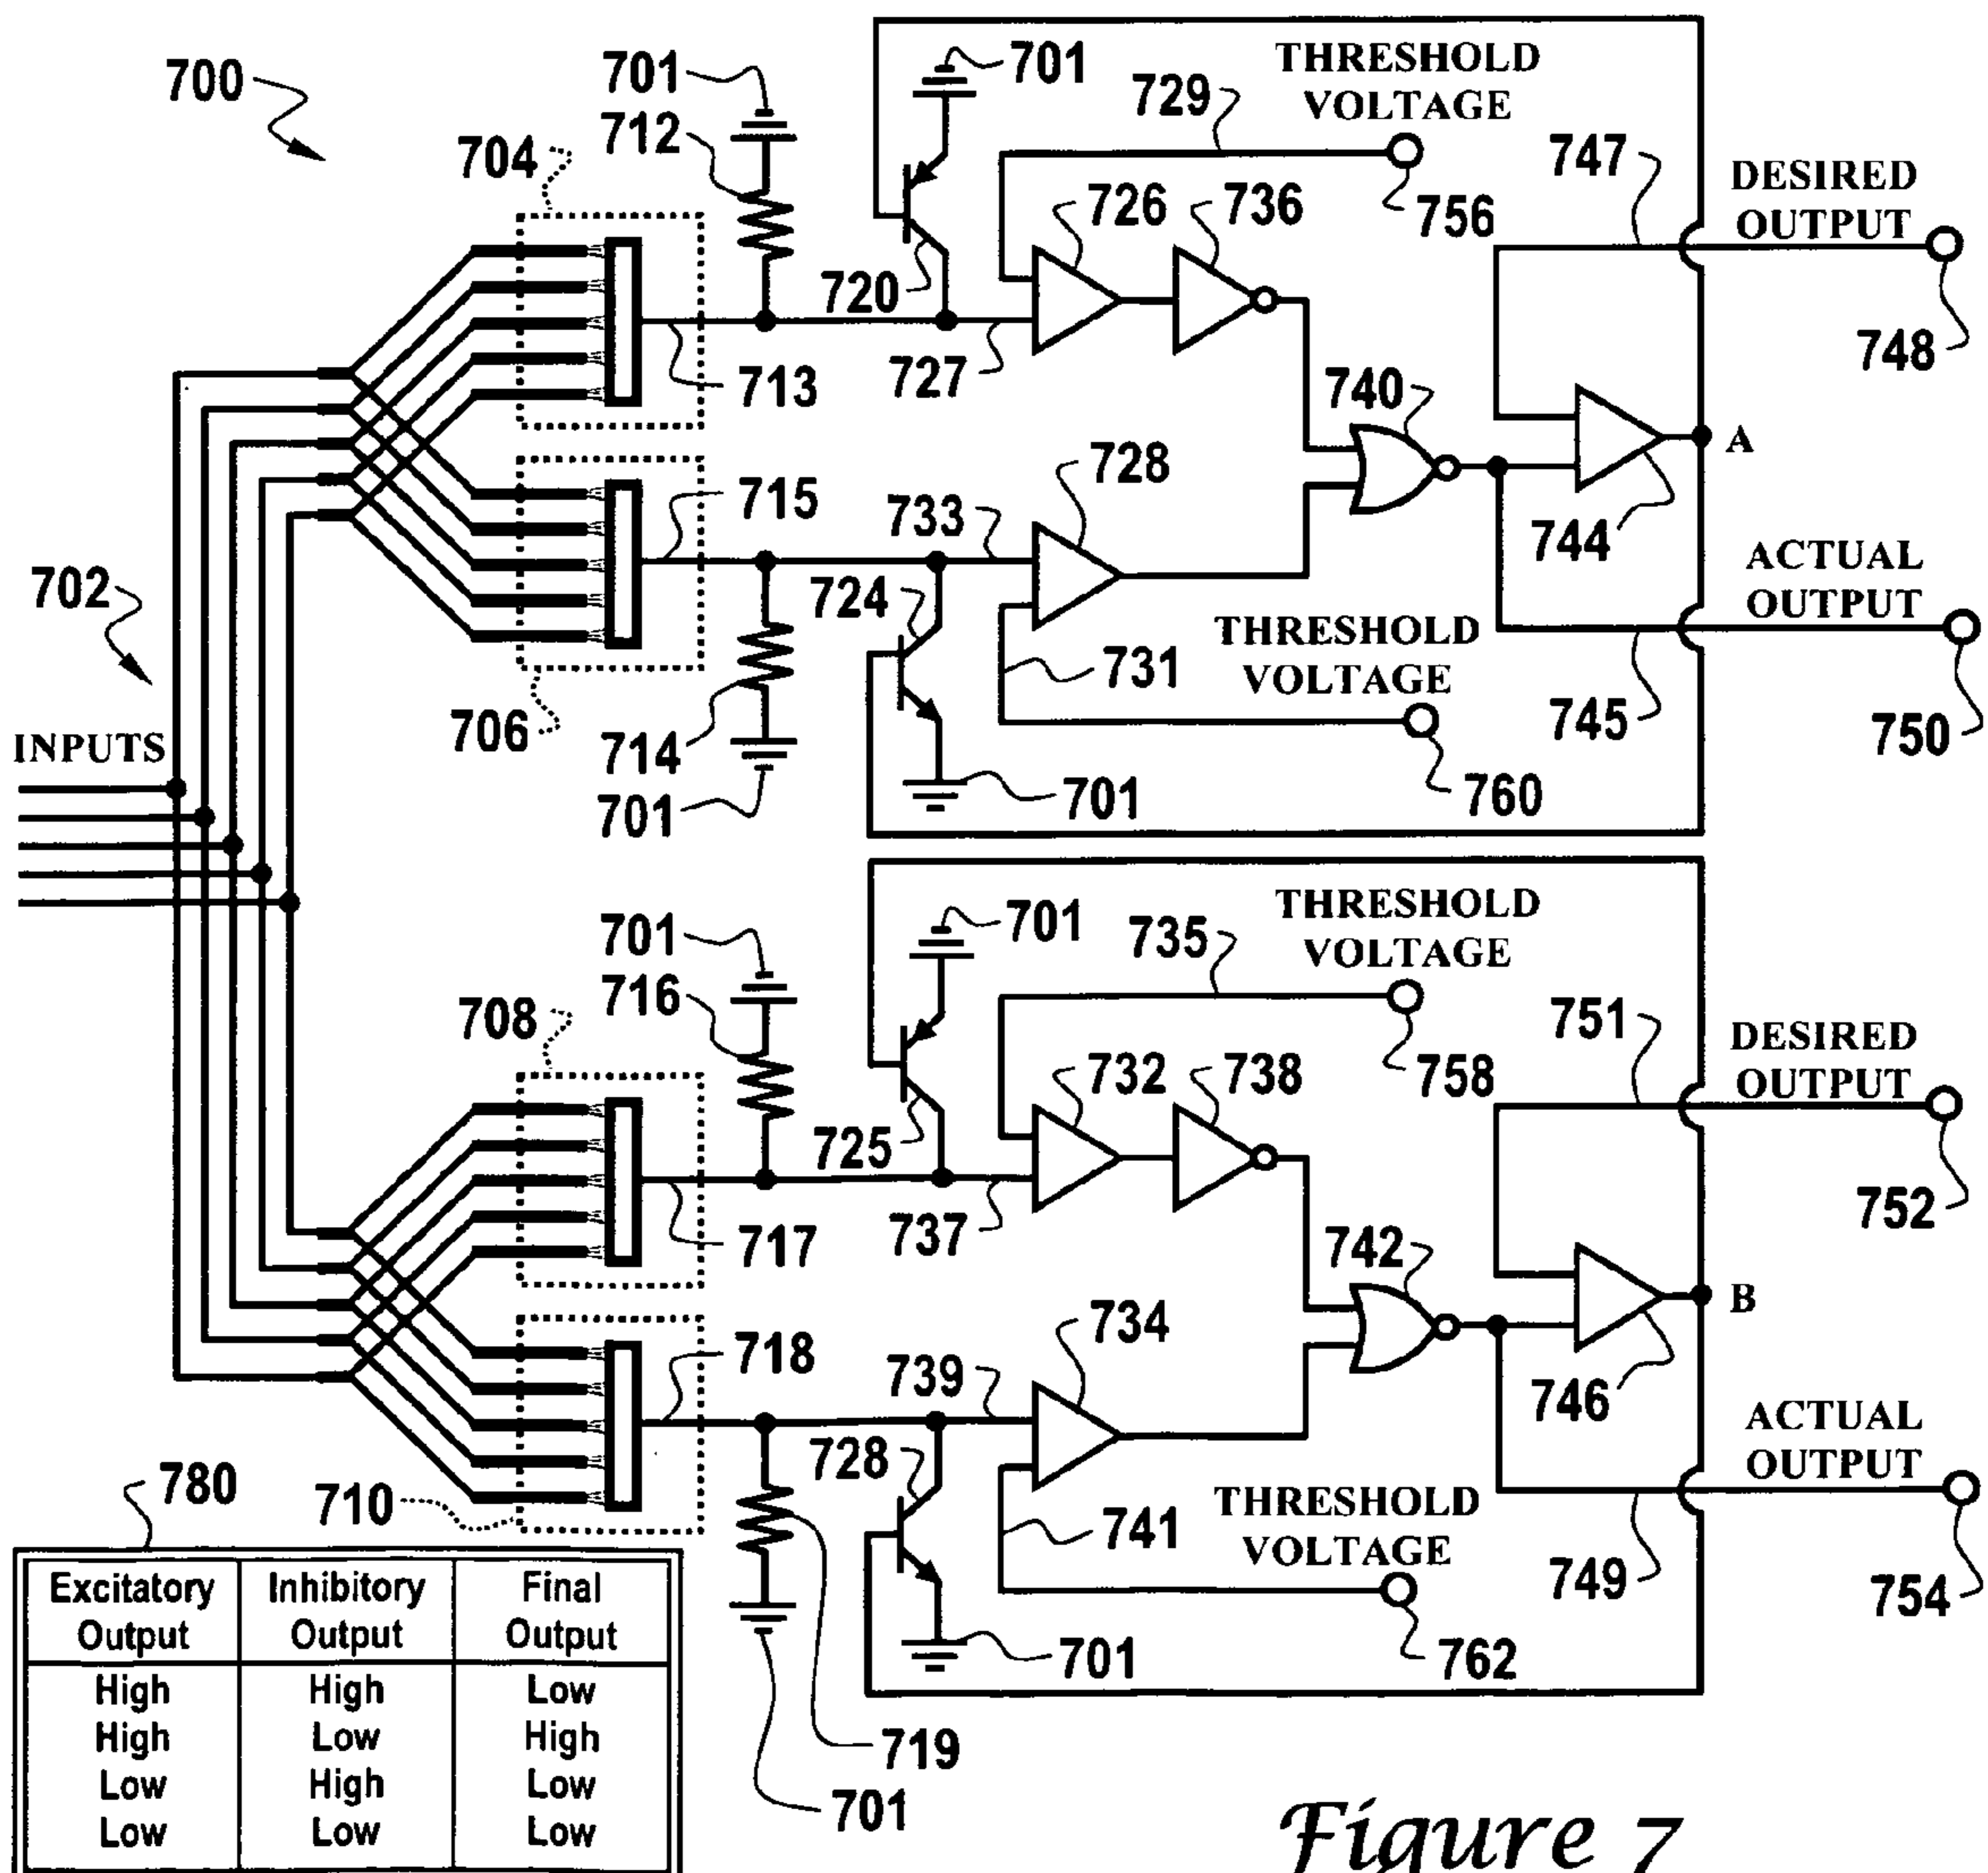 700
701
712
704
701
THRESHOLD
VOLTAGE
729
747
DESIRED
OUTPUT
726
736
756
720
748
713
727
740
A
715
733
728
744
702
724
ACTUAL
OUTPUT
THRESHOLD
VOLTAGE
731
706
714
745
750
INPUTS
701
701
760
701
716
701
735
THRESHOLD
VOLTAGE
708
751
DESIRED
OUTPUT
732
738
758
725
717
737
742
752
B
734
718
739
746
728
ACTUAL
OUTPUT
780
710
THRESHOLD
VOLTAGE
741
749
754
701
762
Excitatory Output
Inhibitory Output
Final Output
High High Low
High Low High
Low High Low
Low Low Low
719
701
Figure 7